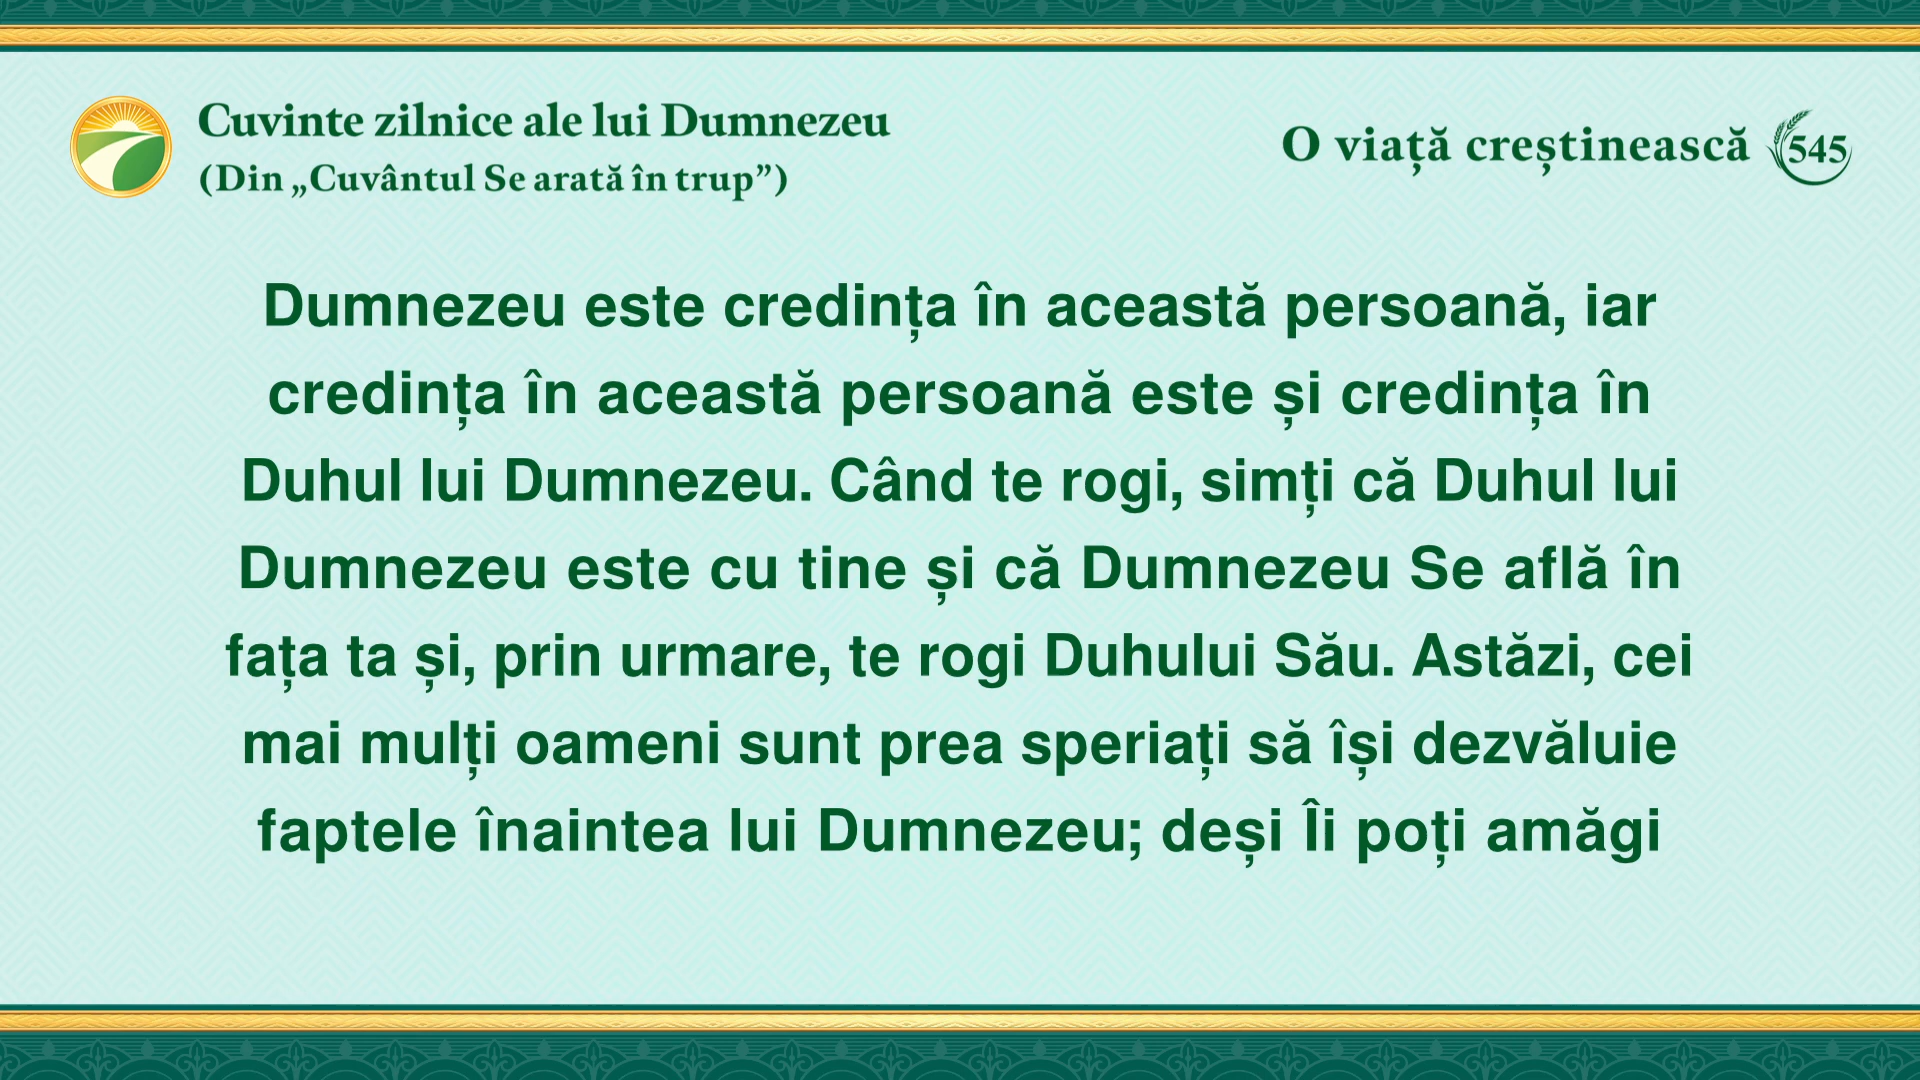 Cuvinte zilnice ale lui Dumnezeu
(Din „Cuvântul Se arată în trup”)
O viață creștinească 545
Dumnezeu este credința în această persoană, iar
credința în această persoană este și credința în
Duhul lui Dumnezeu. Când te rogi, simți că Duhul lui
Dumnezeu este cu tine și că Dumnezeu Se află în
fața ta și, prin urmare, te rogi Duhului Său. Astăzi, cei
mai mulți oameni sunt prea speriați să își dezvăluie
faptele înaintea lui Dumnezeu; deși Îi poți amăgi